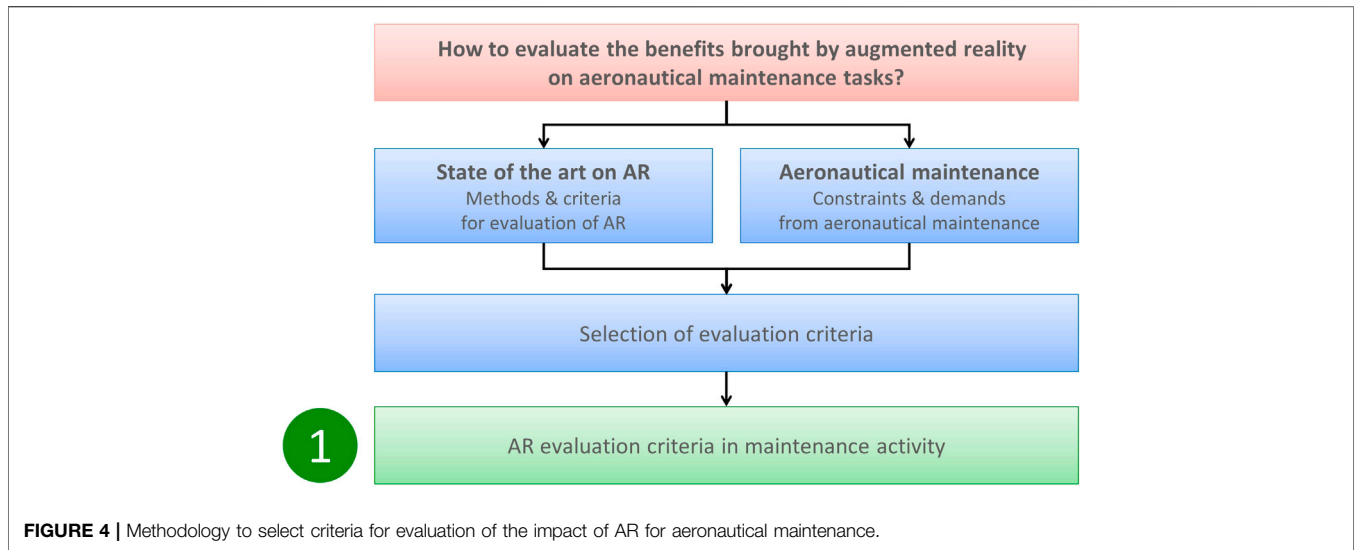 How to evaluate the benefits brought by augmented reality
on aeronautical maintenance tasks?
State of the art on AR
Methods & criteria
for evaluation of AR
Aeronautical maintenance
Constraints & demands
from aeronautical maintenance
Selection of evaluation criteria
1
AR evaluation criteria in maintenance activity
FIGURE 4 | Methodology to select criteria for evaluation of the impact of AR for aeronautical maintenance.